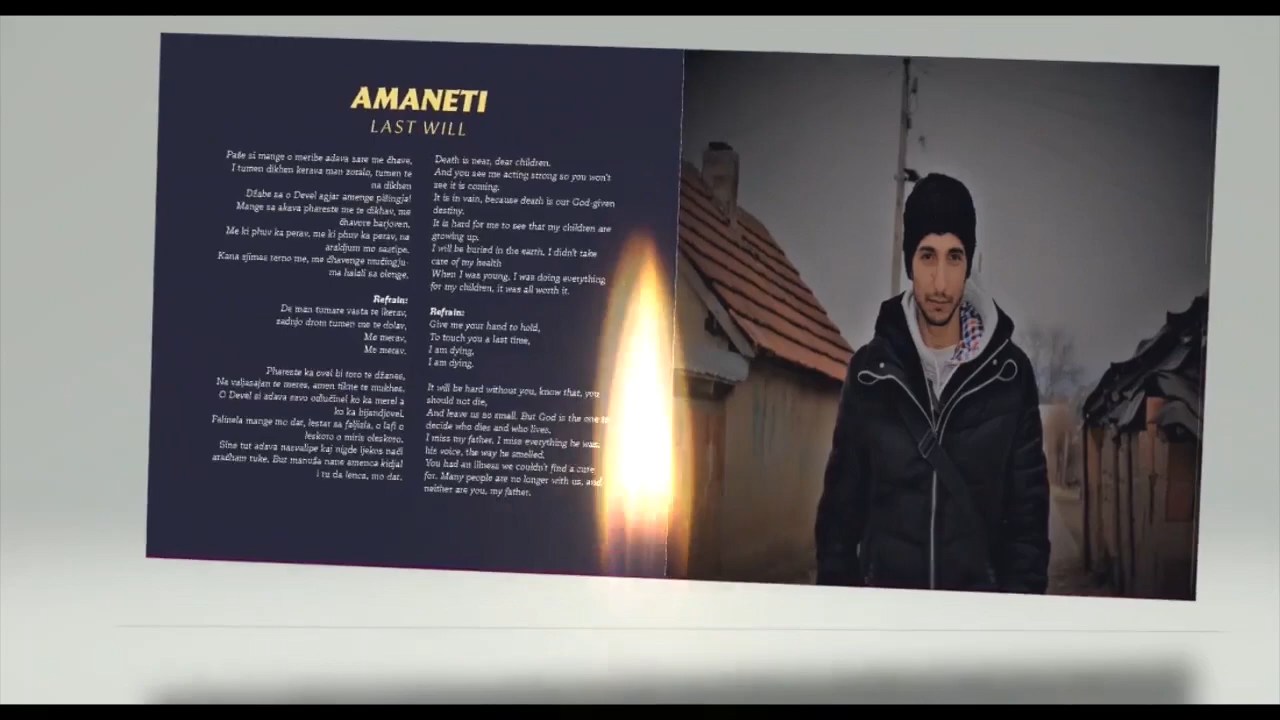 AMANETI
LAST WILL
Paše si mange o meribe adava sare me čhave,
I tumen dikhen kerava man zoralo, tumen te
na dikhen
Džabe sa o Devel agjar amenge pišingja!
Mange sa akava phareste me te dikhav, me
čhavore barjoven.
Me ki phuv ka perav, me ki phuv ka perav, na
arakljum mo sastipe.
Kana sjimas terno me, me čhavenge mučingju-
ma halali sa olenge.
Refrain:
De man tumare vasta te ikerav,
zadnjo drom tumen me te dolav,
Me merav,
Me merav.
Phareste ka ovel bi toro te džanes,
Na valjasajan te meres, amen tikne te mukhes.
O Devel si adava savo odlučinel ko ka merel a
ko ka bijandjovel.
Falinela mange mo dat, lestar sa faljola, o lafi o
leskoro o miris oleskoro.
Sine tut adava nasvalipe kaj nigde ijekos nači
aradham tuke. But manuša nane amenca kidjal
i tu da lenca, mo dat.
Death is near, dear children.
And you see me acting strong so you won't
see it is coming.
It is in vain, because death is our God-given
destiny.
It is hard for me to see that my children are
growing up.
I will be buried in the earth, I didn't take
care of my health
When I was young, I was doing everything
for my children, it was all worth it.
Refrain:
Give me your hand to hold,
To touch you a last time,
I am dying,
I am dying.
It will be hard without you, know that, you
should not die,
And leave us so small. But God is the one to
decide who dies and who lives.
I miss my father, I miss everything he was,
his voice, the way he smelled.
You had an illness we couldn't find a cure
for. Many people are no longer with us, and
neither are you, my father.